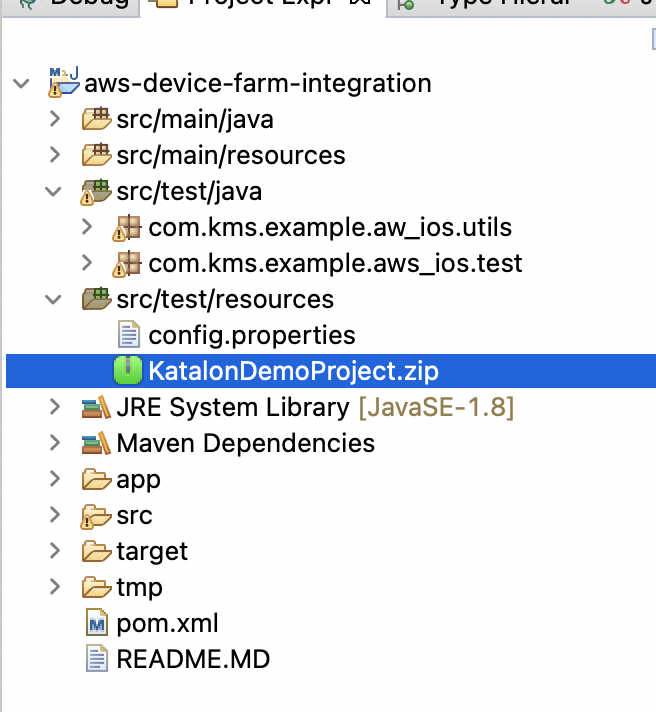 Debug Project Expl Type Hierar
aws-device-farm-integration
src/main/java
src/main/resources
src/test/java
com.kms.example.aw_ios.utils
com.kms.example.aws_ios.test
src/test/resources
config.properties
KatalonDemoProject.zip
JRE System Library [JavaSE-1.8]
Maven Dependencies
app
src
target
tmp
pom.xml
README.MD